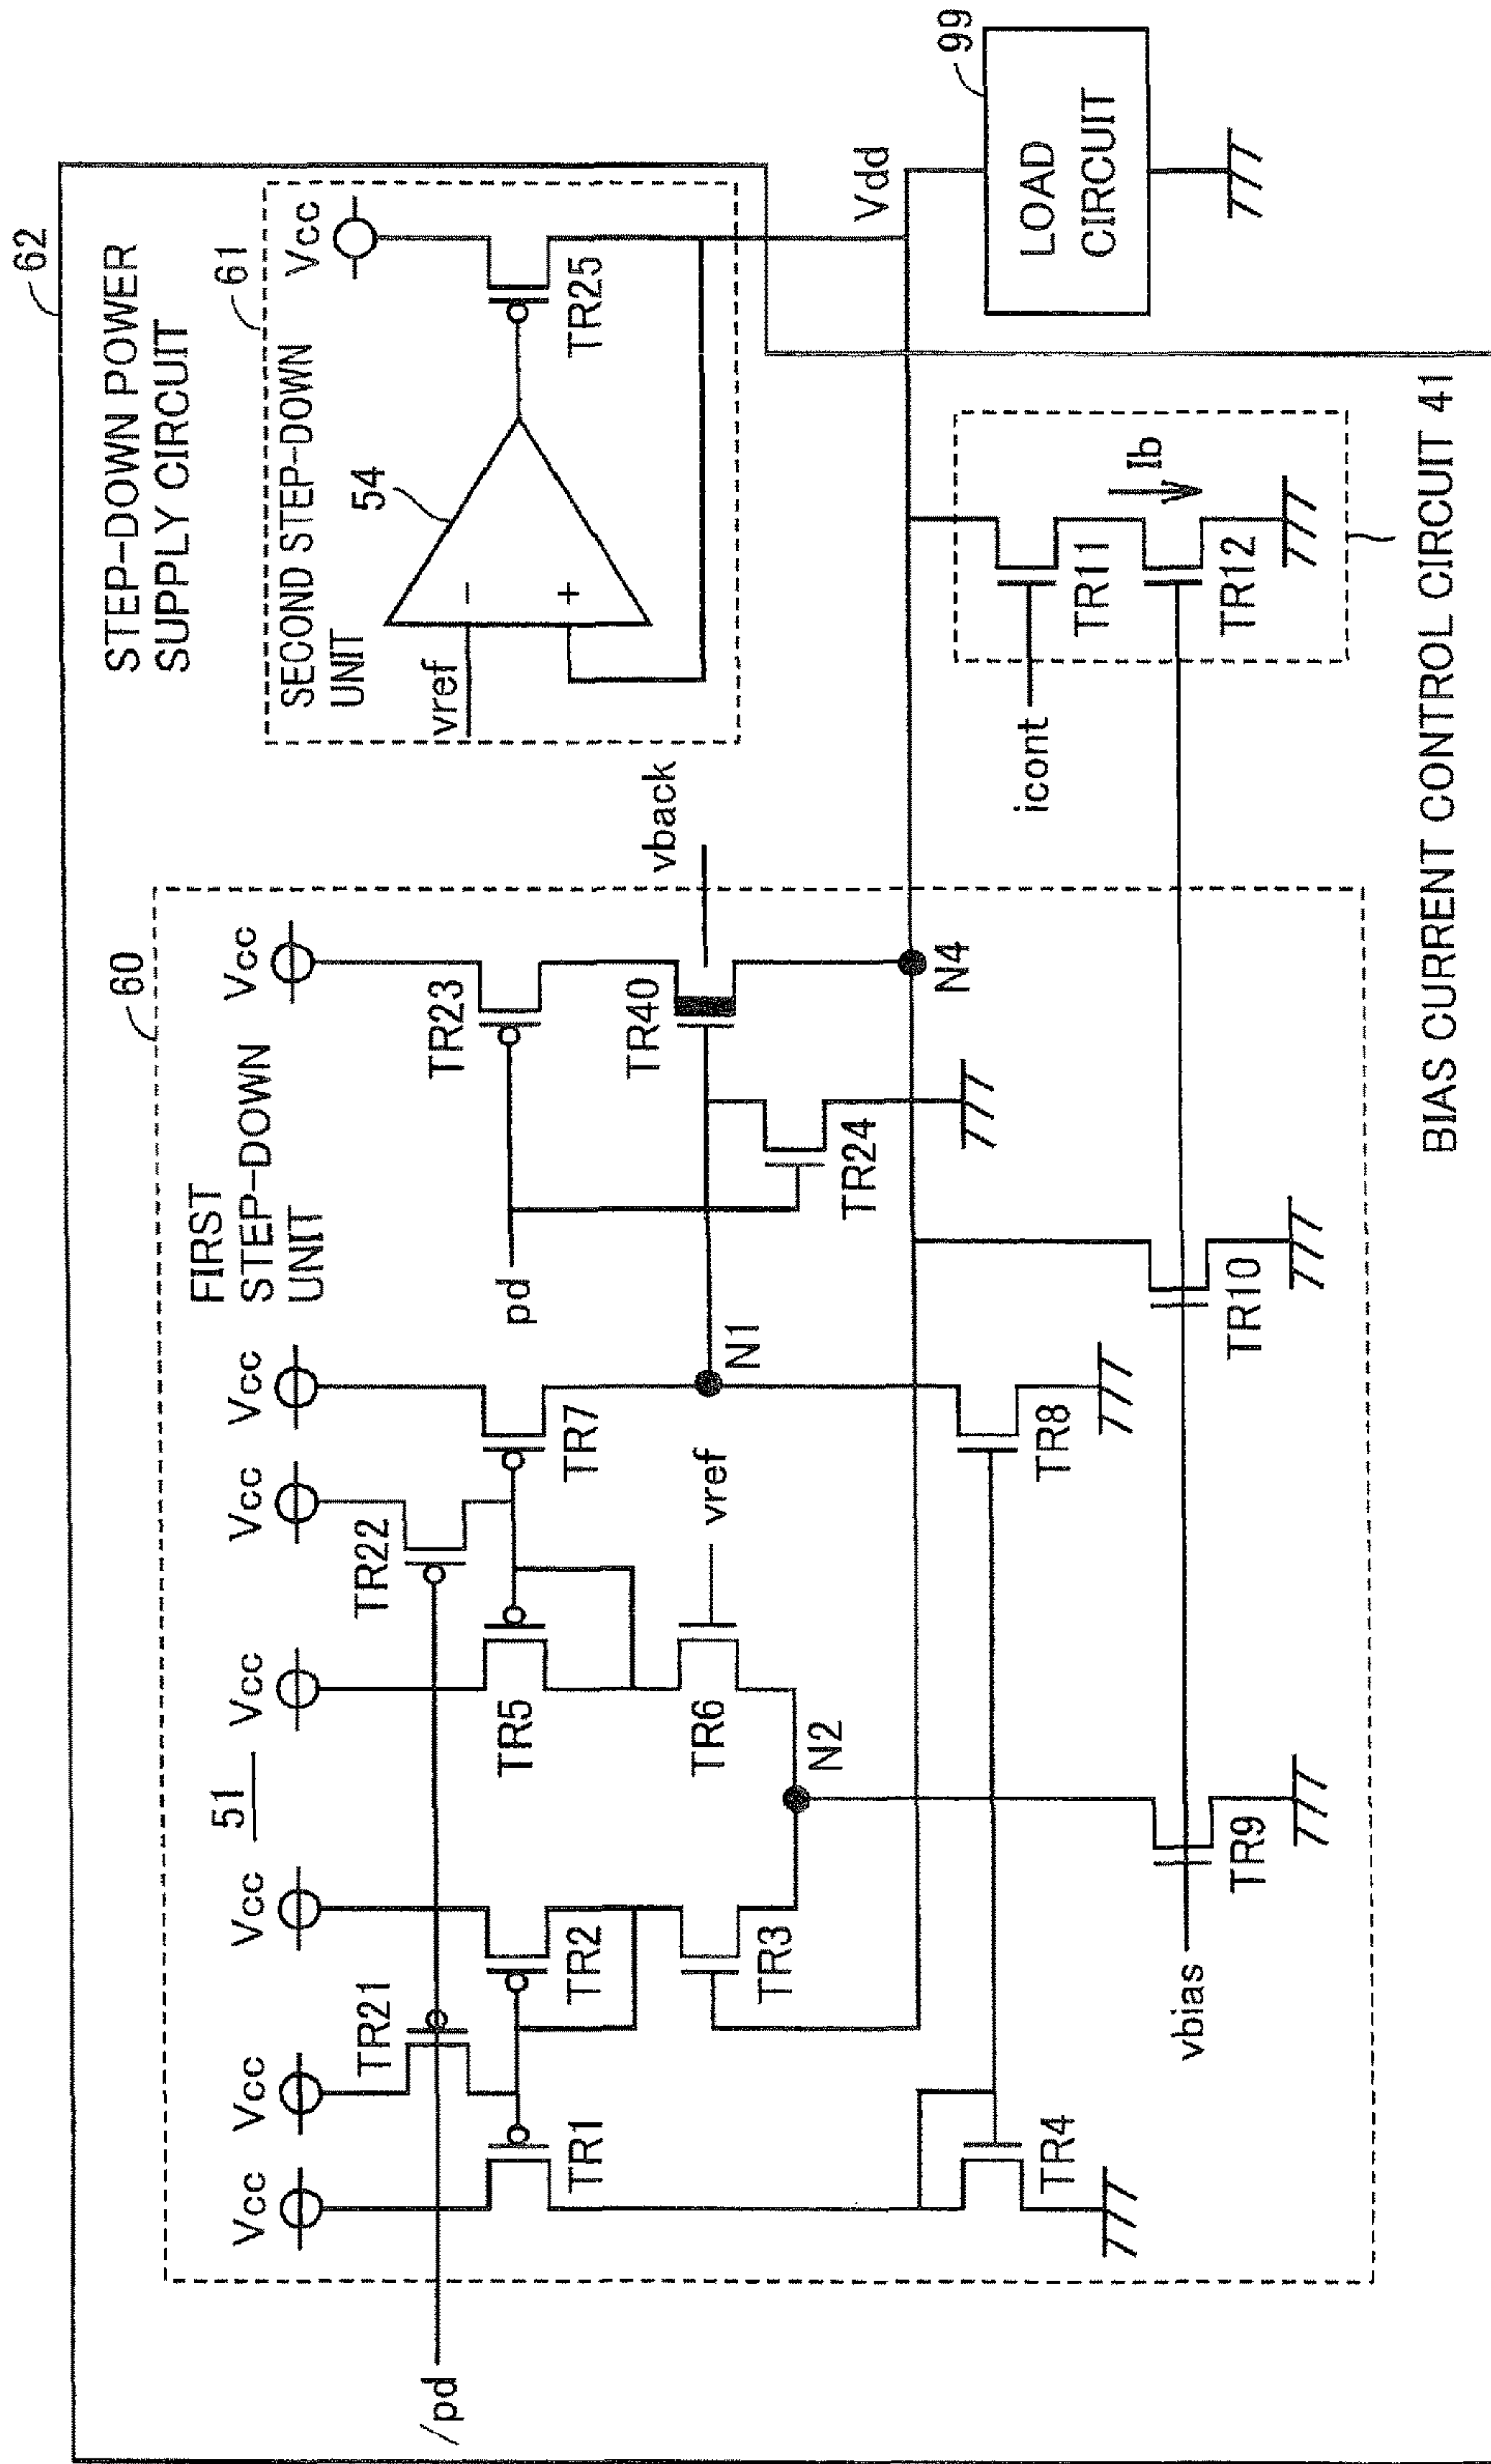 62
STEP-DOWN POWER
SUPPLY CIRCUIT
61
SECOND STEP-DOWN
UNIT
Vcc
54
vref
−
+
TR25
60
FIRST
STEP-DOWN
UNIT
51
Vcc
Vcc
Vcc
Vcc
Vcc
Vcc
Vcc
/pd
TR21
TR22
TR1
TR2
TR5
TR7
TR23
TR3
TR6
vref
pd
TR40
vback
N1
TR24
N2
N4
Vdd
TR4
TR8
vbias
TR9
TR10
icont
TR11
Ib
TR12
LOAD
CIRCUIT
99
BIAS CURRENT CONTROL CIRCUIT 41